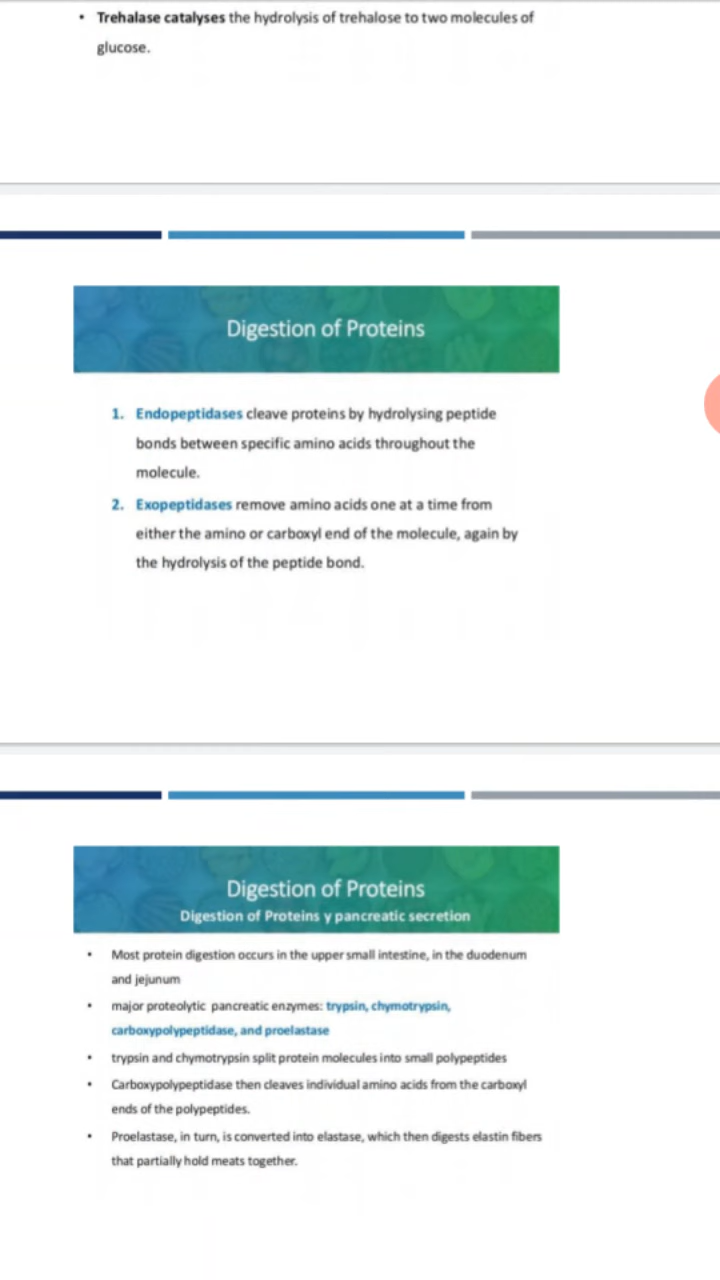 • Trehalase catalyses the hydrolysis of trehalose to two molecules of
glucose.
Digestion of Proteins
1. Endopeptidases cleave proteins by hydrolysing peptide
bonds between specific amino acids throughout the
molecule.
2. Exopeptidases remove amino acids one at a time from
either the amino or carboxyl end of the molecule, again by
the hydrolysis of the peptide bond.
Digestion of Proteins
Digestion of Proteins y pancreatic secretion
• Most protein digestion occurs in the upper small intestine, in the duodenum
and jejunum
• major proteolytic pancreatic enzymes: trypsin, chymotrypsin,
carboxypolypeptidase, and proelastase
• trypsin and chymotrypsin split protein molecules into small polypeptides
• Carboxypolypeptidase then cleaves individual amino acids from the carboxyl
ends of the polypeptides.
• Proelastase, in turn, is converted into elastase, which then digests elastin fibers
that partially hold meats together.